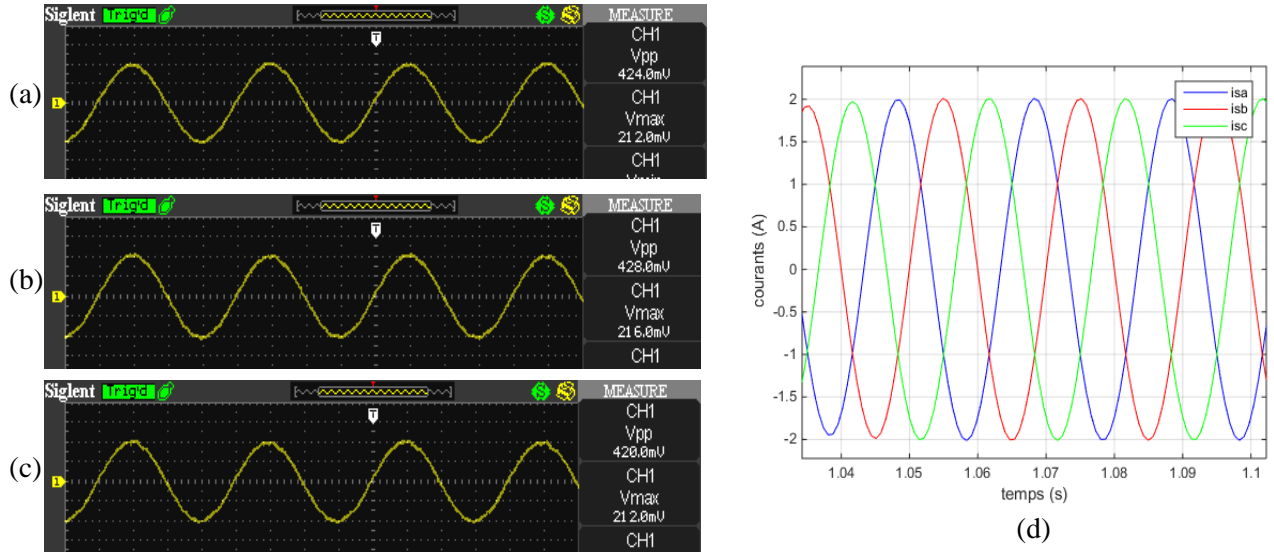 (a)
Siglent Trig'd T S MEASURE
CH1
Vpp
424.0mV
CH1
Vmax
212.0mV
CH1
1
(b)
Siglent Trig'd T S MEASURE
CH1
Vpp
428.0mV
CH1
Vmax
216.0mV
CH1
1
(c)
Siglent Trig'd T S MEASURE
CH1
Vpp
420.0mV
CH1
Vmax
212.0mV
CH1
1
isa
isb
isc
courants (A)
2
1.5
1
0.5
0
-0.5
-1
-1.5
-2
1.04 1.05 1.06 1.07 1.08 1.09 1.1
temps (s)
(d)